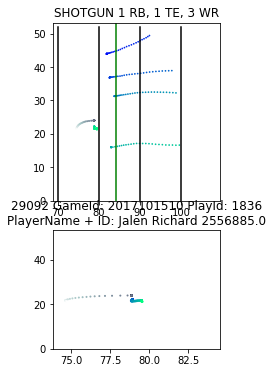 SHOTGUN 1 RB, 1 TE, 3 WR
50
40
30
20
10
0
70 80 90 100
29092 GameId: 2017101510 PlayId: 1836
PlayerName + ID: Jalen Richard 2556885.0
40
20
0
75.0 77.5 80.0 82.5